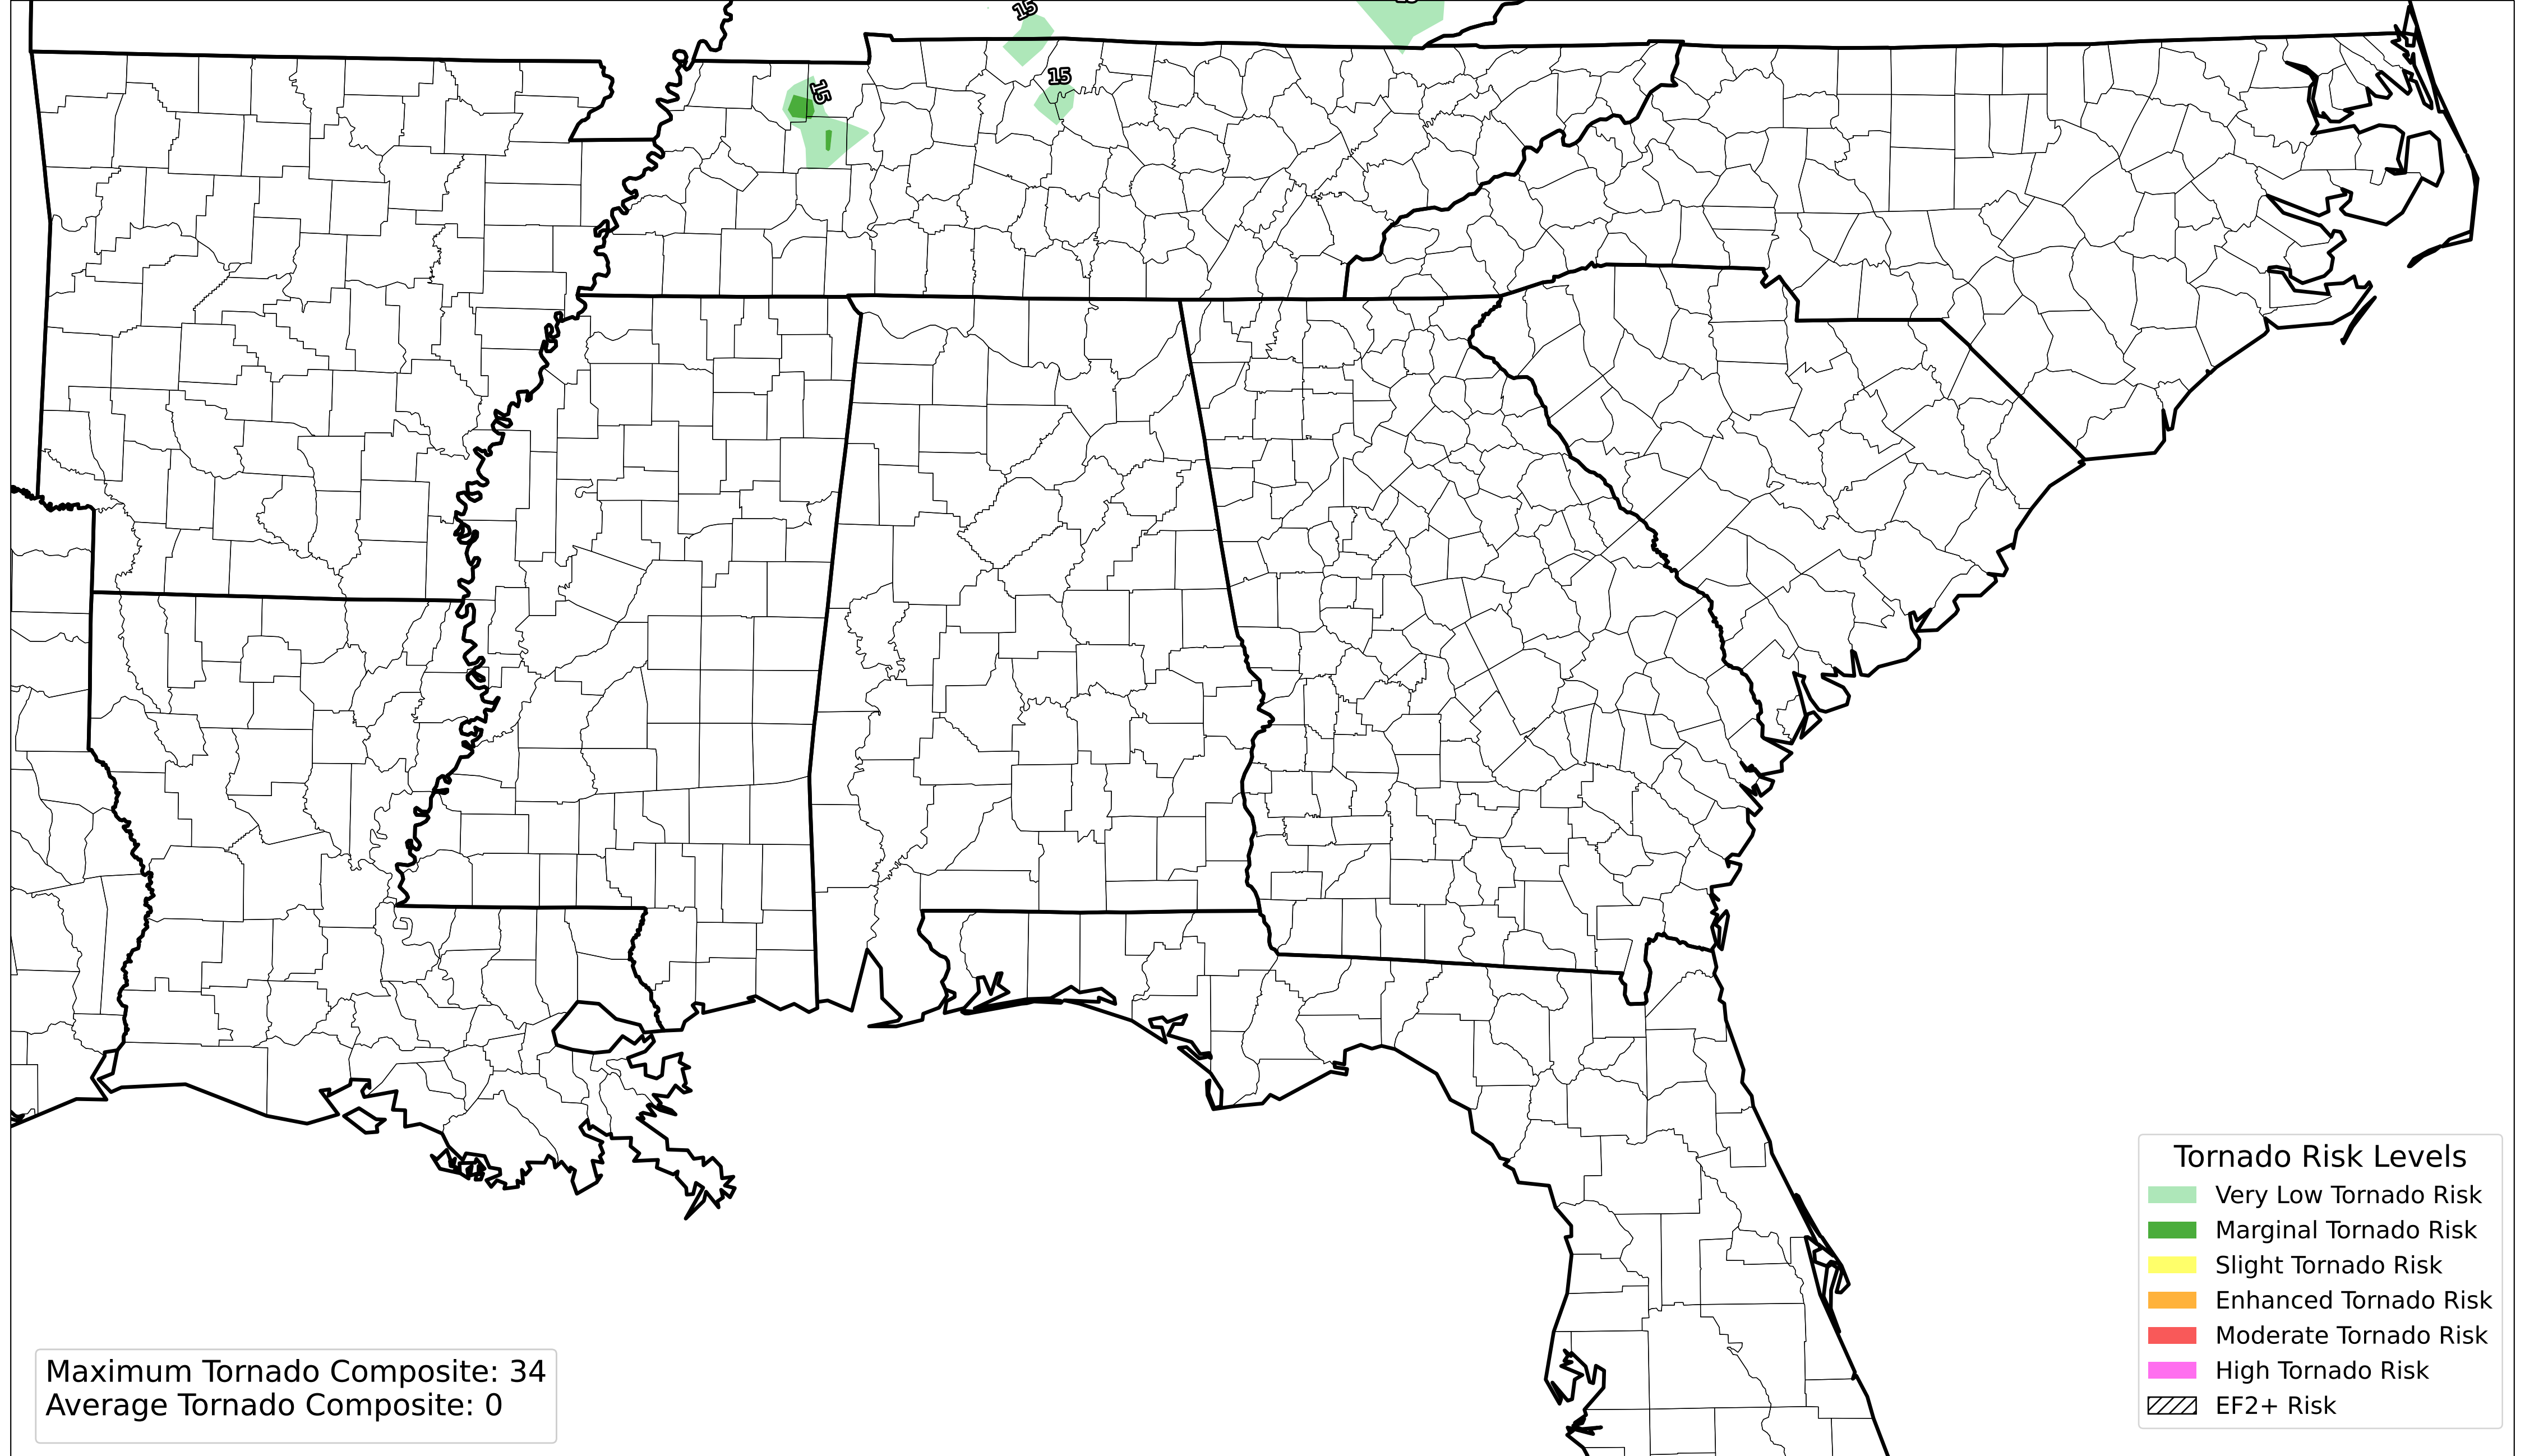 15
15
15
Tornado Risk Levels
Very Low Tornado Risk
Marginal Tornado Risk
Slight Tornado Risk
Enhanced Tornado Risk
Moderate Tornado Risk
High Tornado Risk
EF2+ Risk
Maximum Tornado Composite: 34
Average Tornado Composite: 0